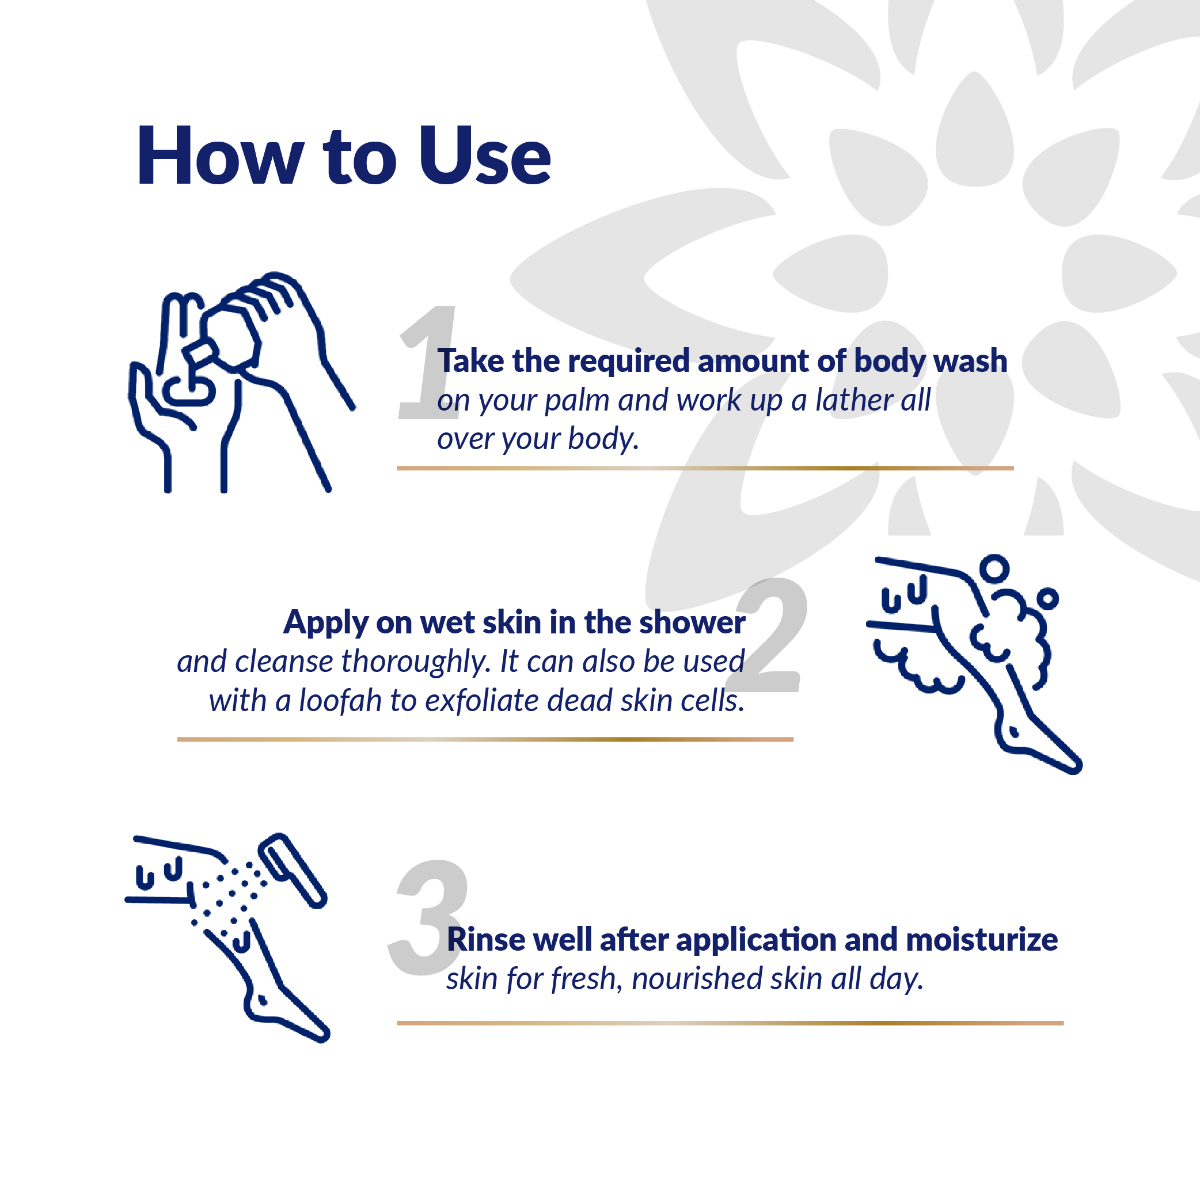 How to Use
1
Take the required amount of body wash
on your palm and work up a lather all
over your body.
2
Apply on wet skin in the shower
and cleanse thoroughly. It can also be used
with a loofah to exfoliate dead skin cells.
3
Rinse well after application and moisturize
skin for fresh, nourished skin all day.